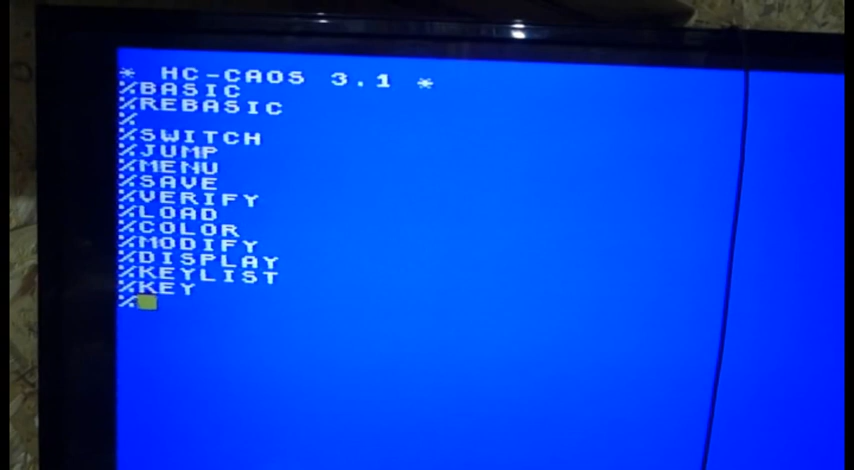 * HC-CAOS 3.1 *
%BASIC
%REBASIC
%
%SWITCH
%JUMP
%MENU
%SAVE
%VERIFY
%LOAD
%COLOR
%MODIFY
%DISPLAY
%KEYLIST
%KEY
%